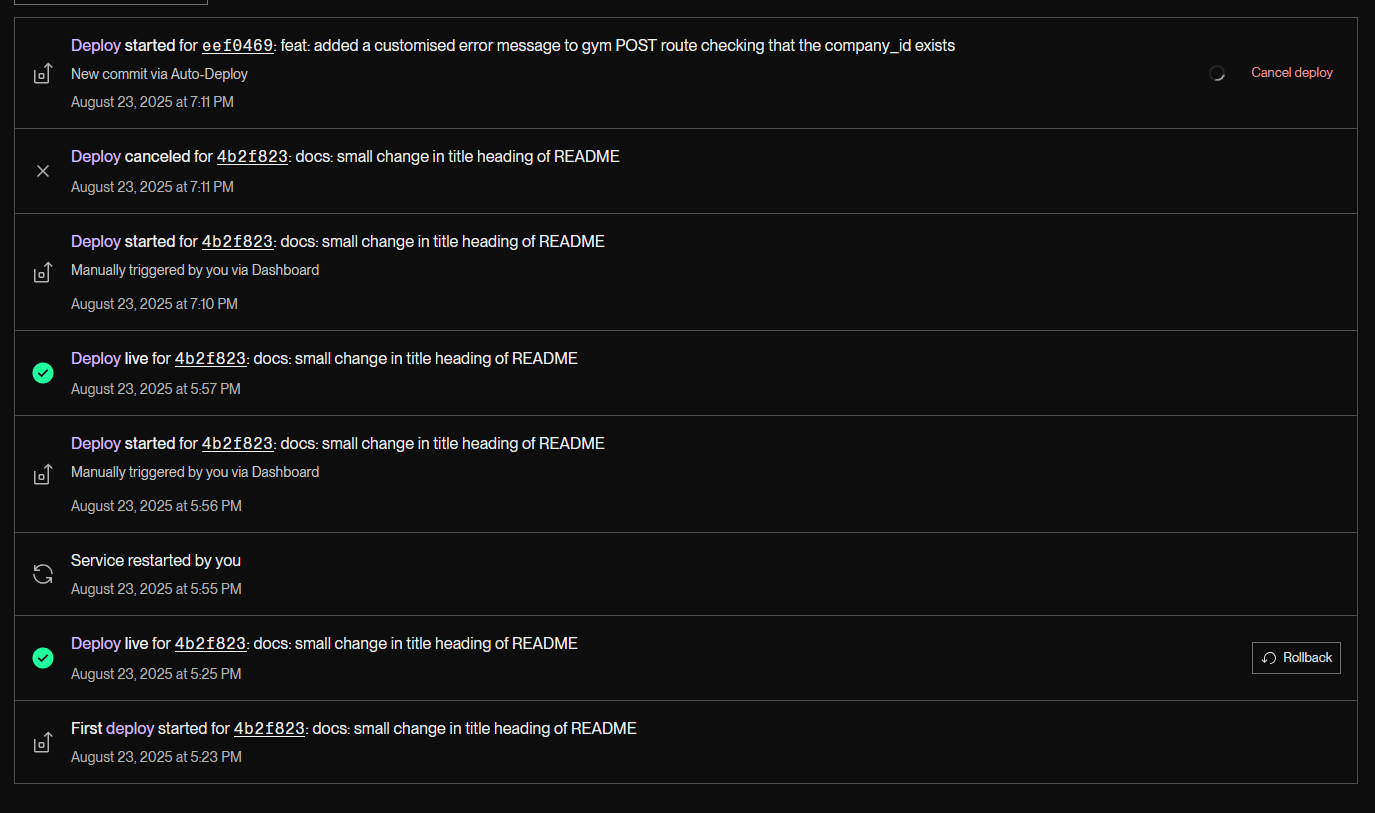 Deploy started for eef0469: feat: added a customised error message to gym POST route checking that the company_id exists
New commit via Auto-Deploy
August 23, 2025 at 7:11 PM
Cancel deploy
Deploy canceled for 4b2f823: docs: small change in title heading of README
August 23, 2025 at 7:11 PM
Deploy started for 4b2f823: docs: small change in title heading of README
Manually triggered by you via Dashboard
August 23, 2025 at 7:10 PM
Deploy live for 4b2f823: docs: small change in title heading of README
August 23, 2025 at 5:57 PM
Deploy started for 4b2f823: docs: small change in title heading of README
Manually triggered by you via Dashboard
August 23, 2025 at 5:56 PM
Service restarted by you
August 23, 2025 at 5:55 PM
Deploy live for 4b2f823: docs: small change in title heading of README
August 23, 2025 at 5:25 PM
Rollback
First deploy started for 4b2f823: docs: small change in title heading of README
August 23, 2025 at 5:23 PM